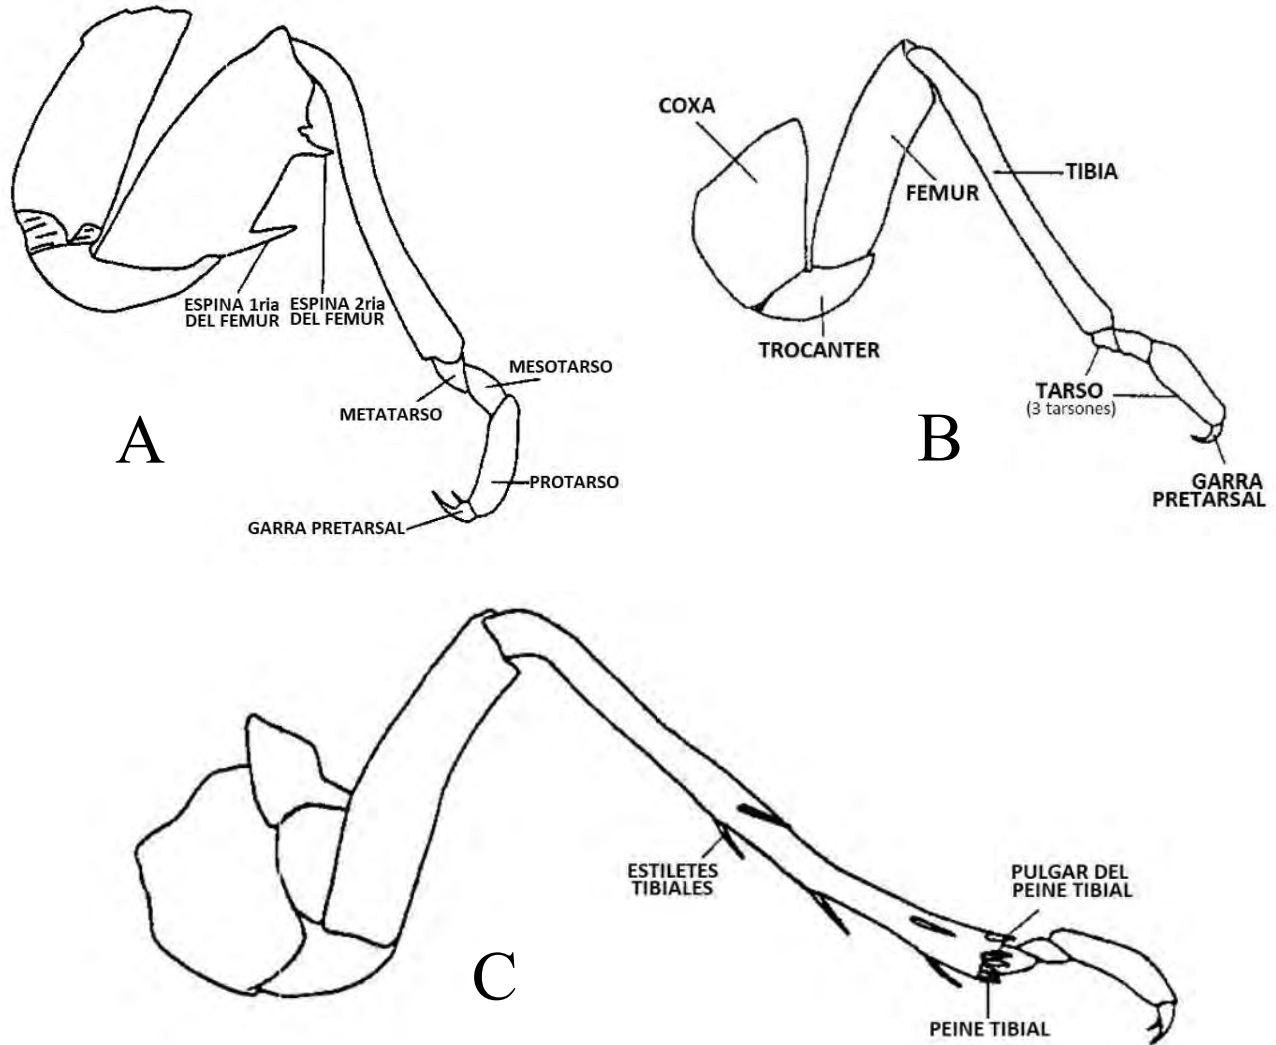 ESPINA 1ria
DEL FEMUR
ESPINA 2ria
DEL FEMUR
MESOTARSO
METATARSO
A
PROTARSO
GARRA PRETARSAL
COXA
FEMUR
TIBIA
TROCANTER
TARSO
(3 tarsones)
B
GARRA
PRETARSAL
ESTILETES
TIBIALES
PULGAR DEL
PEINE TIBIAL
C
PEINE TIBIAL